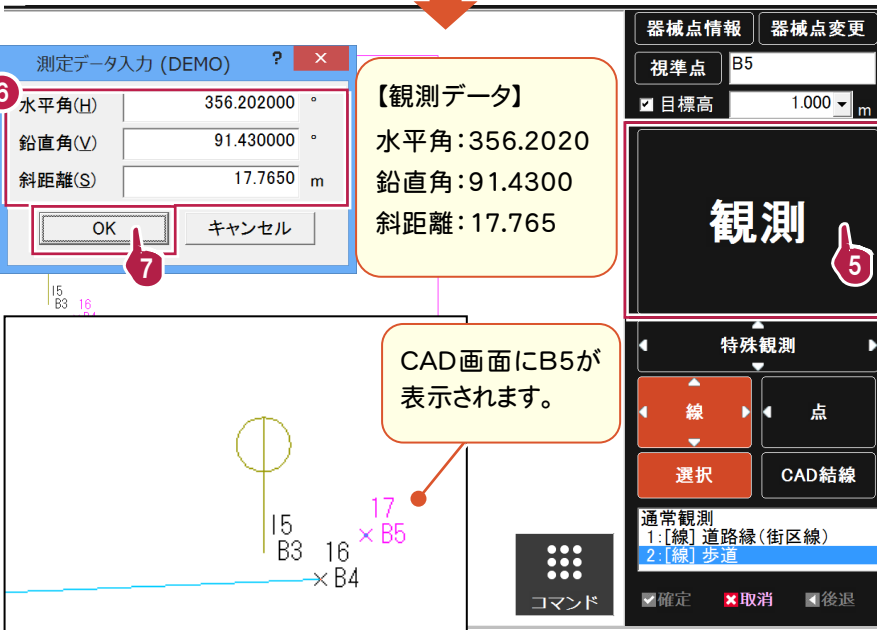 測定データ入力 (DEMO) ? ×
6
水平角(H) 356.202000 °
鉛直角(V) 91.430000 °
斜距離(S) 17.7650 m
OK キャンセル
7
【観測データ】
水平角：356.2020
鉛直角：91.4300
斜距離：17.765
I5
B3 16
CAD画面にB5が
表示されます。
I5
B3
16
B4
17
B5
コマンド
器械点情報 器械点変更
視準点 B5
目標高 1.000 m
観測
5
特殊観測
線 点
選択 CAD結線
通常観測
1:[線] 道路縁(街区線)
2:[線] 歩道
確定 取消 後退